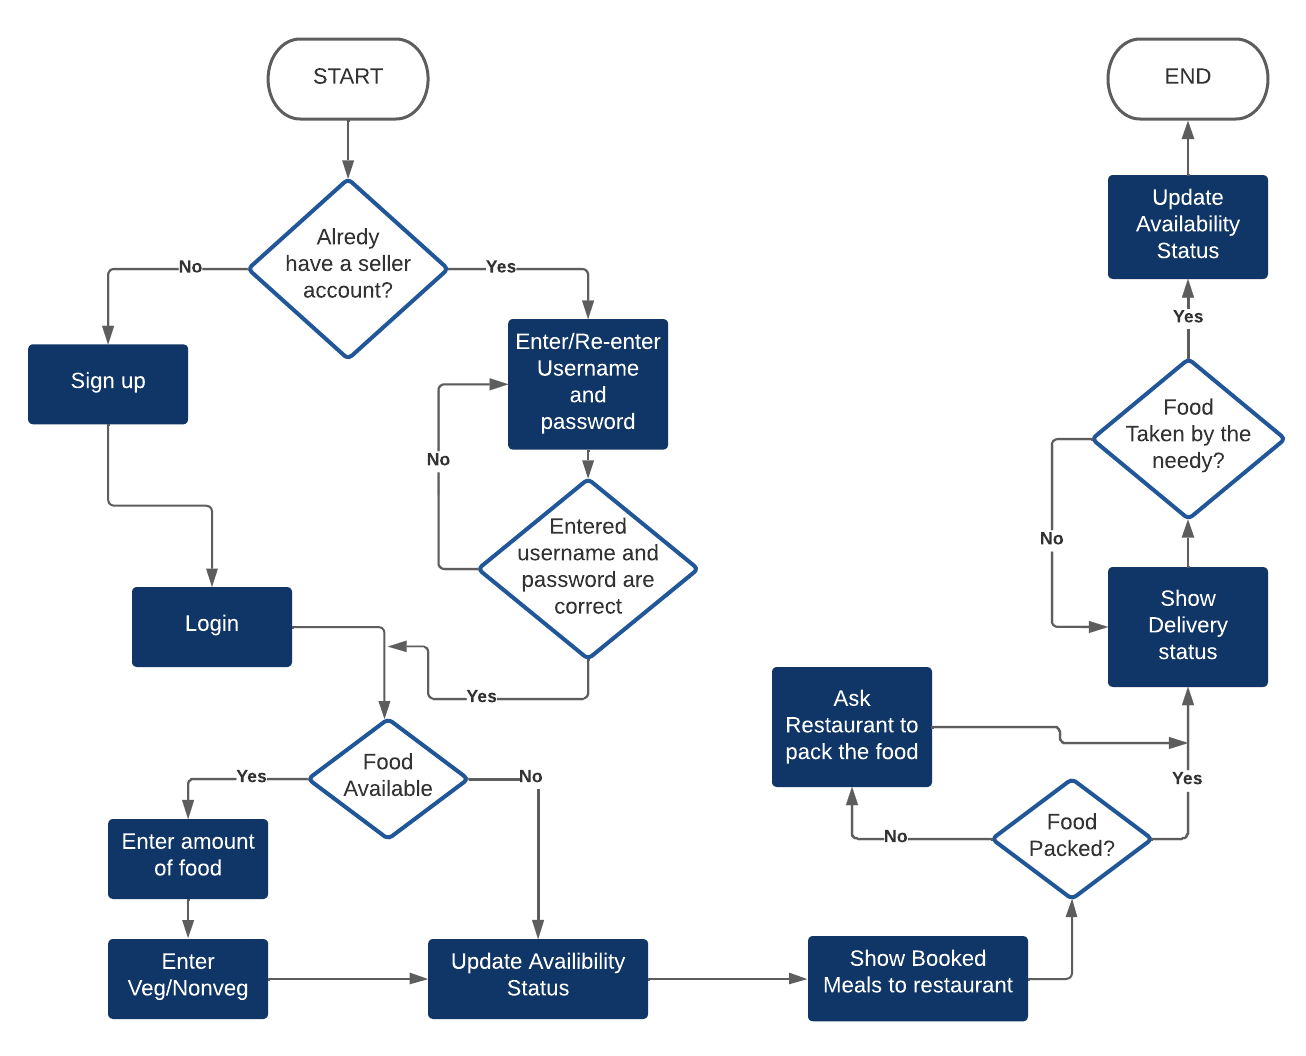 START
Alredy
have a seller
account?
No
Yes
Sign up
Enter/Re-enter
Username
and
password
No
Entered
username and
password are
correct
Login
Yes
Food
Available
Yes
No
Enter amount
of food
Enter
Veg/Nonveg
Update Availibility
Status
Show Booked
Meals to restaurant
Food
Packed?
No
Yes
Ask
Restaurant to
pack the food
Show
Delivery
status
Food
Taken by the
needy?
No
Yes
Update
Availability
Status
END